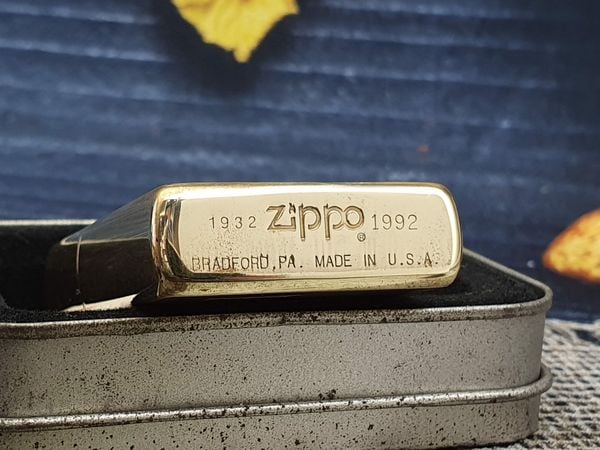 1932 Zippo ® 1992
BRADFORD,PA. MADE IN U.S.A.